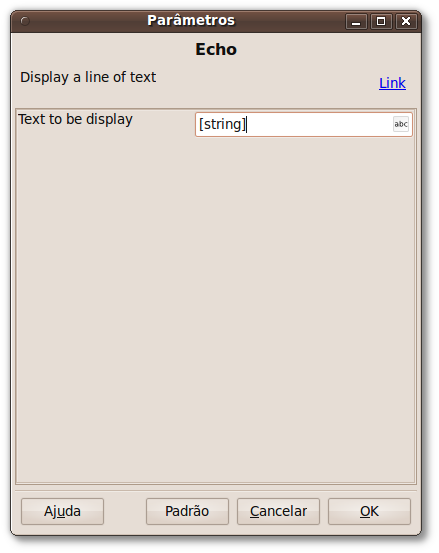 Parâmetros
Echo
Display a line of text
Link
Text to be display [string] abc
Ajuda Padrão Cancelar OK